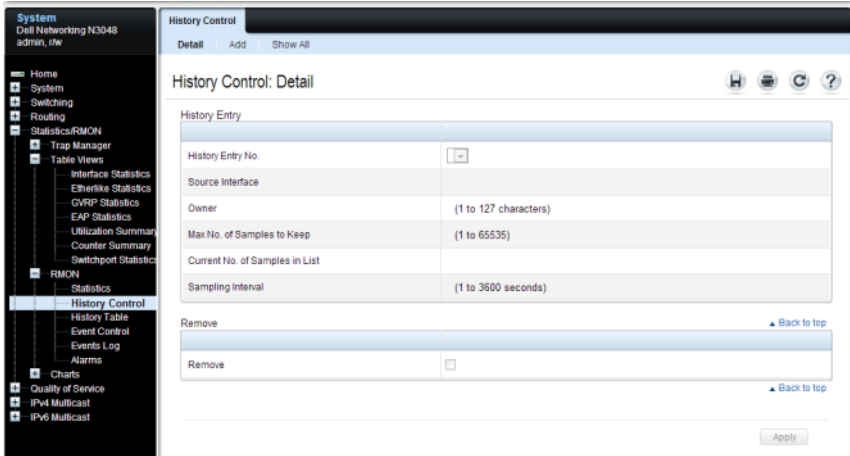 System
Dell Networking N3048
admin, r/w
Home
System
Switching
Routing
Statistics/RMON
Trap Manager
Table Views
Interface Statistics
Etherlike Statistics
GVRP Statistics
EAP Statistics
Utilization Summary
Counter Summary
Switchport Statistics
RMON
Statistics
History Control
History Table
Event Control
Events Log
Alarms
Charts
Quality of Service
IPv4 Multicast
IPv6 Multicast
History Control
Detail Add Show All
History Control: Detail
?
History Entry
History Entry No.
Source Interface
Owner (1 to 127 characters)
Max No. of Samples to Keep (1 to 65535)
Current No. of Samples in List
Sampling Interval (1 to 3600 seconds)
Remove Back to top
Remove
Back to top
Apply